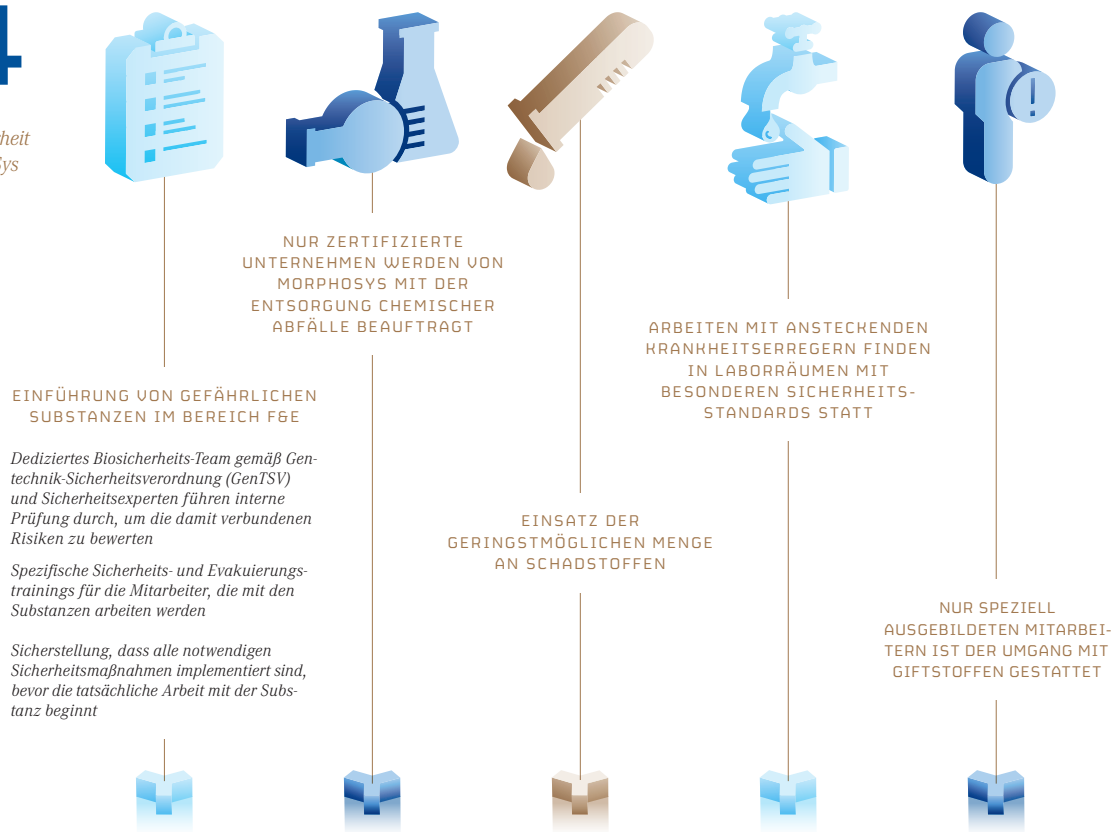 4
NUR ZERTIFIZIERTE
UNTERNEHMEN WERDEN VON
MORPHOSYS MIT DER
ENTSORGUNG CHEMISCHER
ABFÄLLE BEAUFTRAGT
ARBEITEN MIT ANSTECKENDEN
KRANKHEITSERREGERN FINDEN
IN LABORRÄUMEN MIT
BESONDEREN SICHERHEITS-
STANDARDS STATT
EINFÜHRUNG VON GEFÄHRLICHEN
SUBSTANZEN IM BEREICH F&E
Dediziertes Biosicherheits-Team gemäß Gen-
technik-Sicherheitsverordnung (GenTSV)
und Sicherheitsexperten führen interne
Prüfung durch, um die damit verbundenen
Risiken zu bewerten
Spezifische Sicherheits- und Evakuierungs-
trainings für die Mitarbeiter, die mit den
Substanzen arbeiten werden
Sicherstellung, dass alle notwendigen
Sicherheitsmaßnahmen implementiert sind,
bevor die tatsächliche Arbeit mit der Subs-
tanz beginnt
EINSATZ DER
GERINGSTMÖGLICHEN MENGE
AN SCHADSTOFFEN
NUR SPEZIELL
AUSGEBILDETEN MITARBEI-
TERN IST DER UMGANG MIT
GIFTSTOFFEN GESTATTET